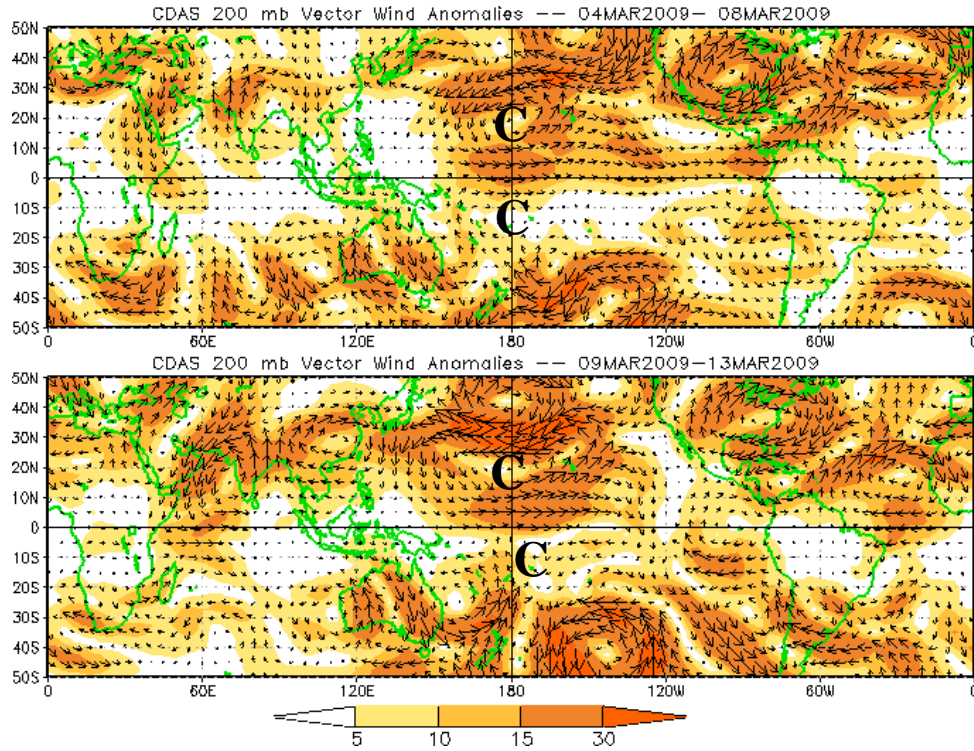 CDAS 200 mb Vector Wind Anomalies -- 04MAR2009- 08MAR2009
50N
40N
30N
20N
C
10N
0
10S
C
20S
30S
40S
50S
0 60E 120E 180 120W 60W 0
CDAS 200 mb Vector Wind Anomalies -- 09MAR2009-13MAR2009
50N
40N
30N
20N
C
10N
0
10S
C
20S
30S
40S
50S
0 60E 120E 180 120W 60W 0
5 10 15 30